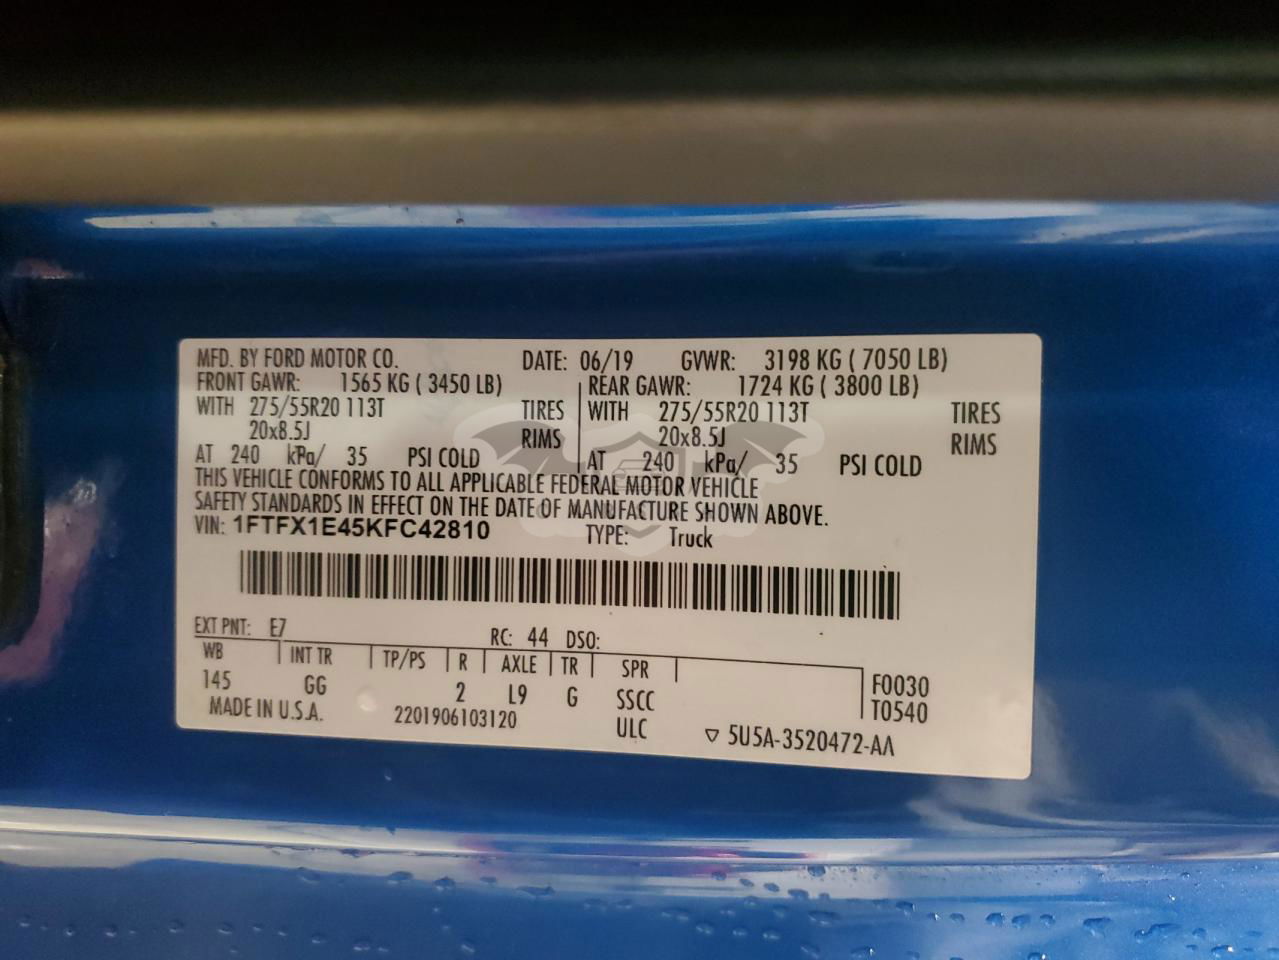 MFD. BY FORD MOTOR CO. DATE: 06/19 GVWR: 3198 KG ( 7050 LB)
FRONT GAWR: 1565 KG ( 3450 LB) REAR GAWR: 1724 KG ( 3800 LB)
WITH 275/55R20 113T TIRES WITH 275/55R20 113T TIRES
20x8.5J RIMS 20x8.5J RIMS
AT 240 kPa/ 35 PSI COLD AT 240 kPa/ 35 PSI COLD
THIS VEHICLE CONFORMS TO ALL APPLICABLE FEDERAL MOTOR VEHICLE
SAFETY STANDARDS IN EFFECT ON THE DATE OF MANUFACTURE SHOWN ABOVE.
VIN: 1FTFX1E45KFC42810 TYPE: Truck
EXT PNT: E7 RC: 44 DSO:
WB INT TR TP/PS R AXLE TR SPR
145 GG 2 L9 G SSCC F0030
T0540
MADE IN U.S.A. 2201906103120 ULC ▽ 5U5A-3520472-AA